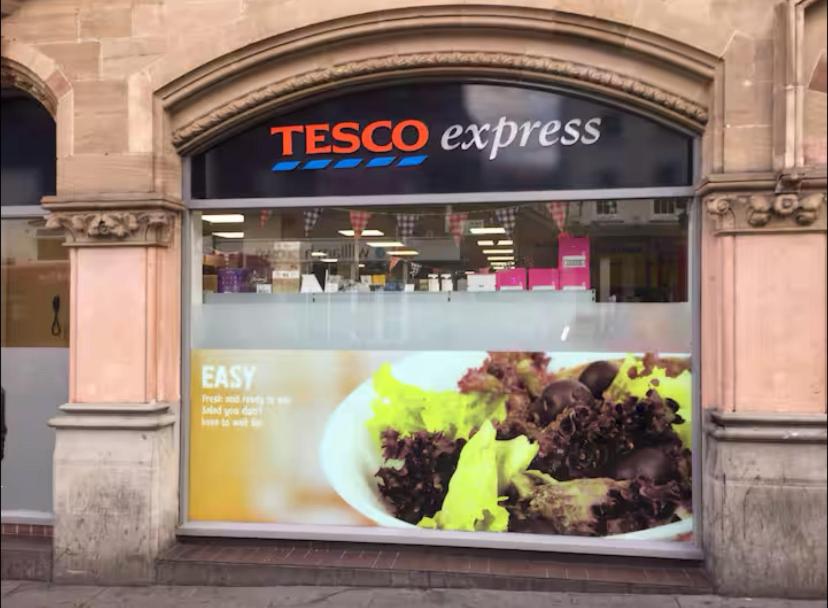 TESCO express
EASY
Fresh and ready to eat
Salad you don't
have to wait for